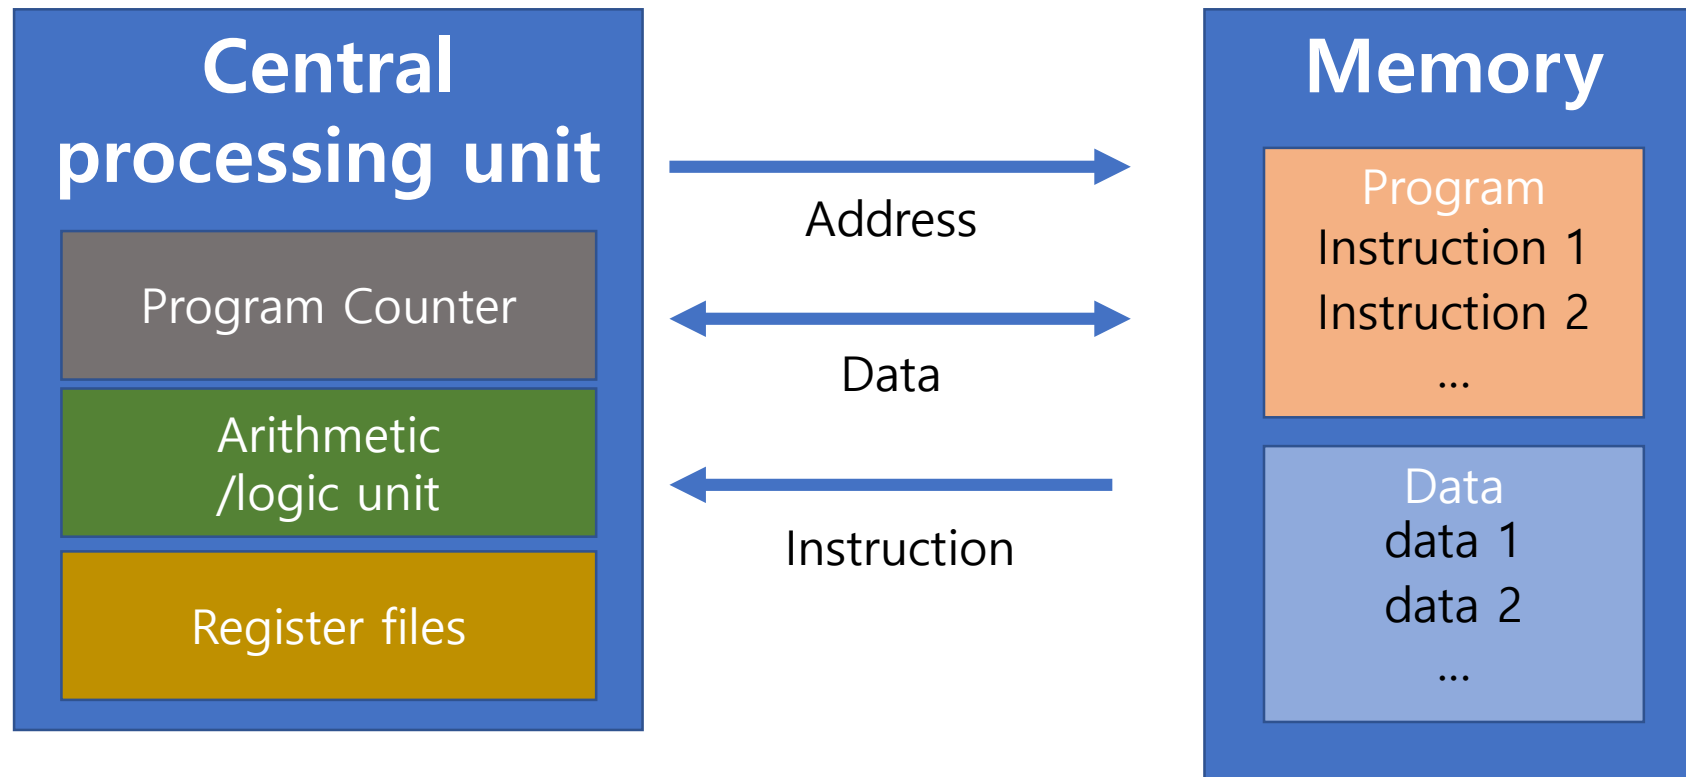 Central
processing unit
Program Counter
Arithmetic
/logic unit
Register files
Address
Data
Instruction
Memory
Program
Instruction 1
Instruction 2
...
Data
data 1
data 2
...